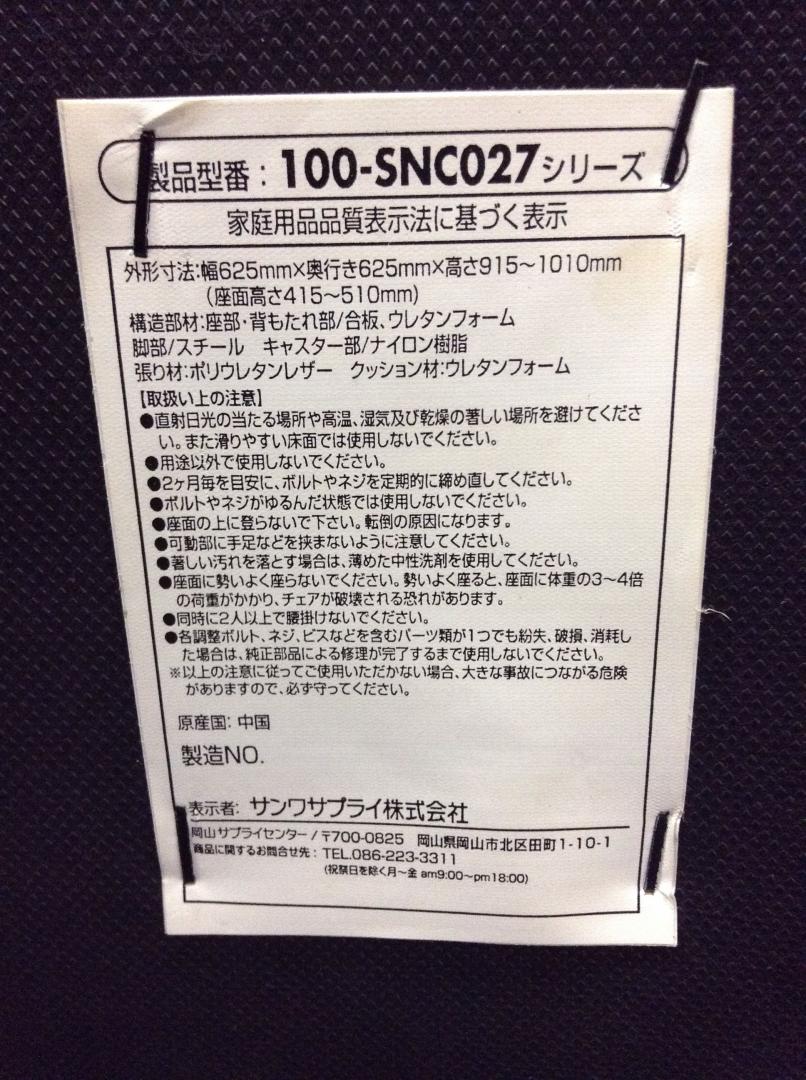 製品型番：100-SNC027シリーズ
家庭用品品質表示法に基づく表示
外形寸法:幅625mm×奥行き625mm×高さ915〜1010mm
（座面高さ415〜510mm）
構造部材:座部・背もたれ部/合板、ウレタンフォーム
脚部/スチール　キャスター部/ナイロン樹脂
張り材:ポリウレタンレザー　クッション材:ウレタンフォーム
【取扱い上の注意】
●直射日光の当たる場所や高温、湿気及び乾燥の著しい場所を避けてくださ
い。また滑りやすい床面では使用しないでください。
●用途以外で使用しないでください。
●2ヶ月毎を目安に、ボルトやネジを定期的に締め直してください。
●ボルトやネジがゆるんだ状態では使用しないでください。
●座面の上に登らないで下さい。転倒の原因になります。
●可動部に手足などを挟まないように注意してください。
●著しい汚れを落とす場合は、薄めた中性洗剤を使用してください。
●座面に勢いよく座らないでください。勢いよく座ると、座面に体重の3〜4倍
の荷重がかかり、チェアが破壊される恐れがあります。
●同時に2人以上で腰掛けないでください。
●各調整ボルト、ネジ、ビスなどを含むパーツ類が1つでも紛失、破損、消耗し
た場合は、純正部品による修理が完了するまで使用しないでください。
※以上の注意に従ってご使用いただかない場合、大きな事故につながる危険
がありますので、必ず守ってください。
原産国: 中国
製造NO.
表示者: サンワサプライ株式会社
岡山サプライセンター/〒700-0825　岡山県岡山市北区田町1-10-1
商品に関するお問合せ先：TEL.086-223-3311
(祝祭日を除く月〜金 am9:00〜pm18:00)